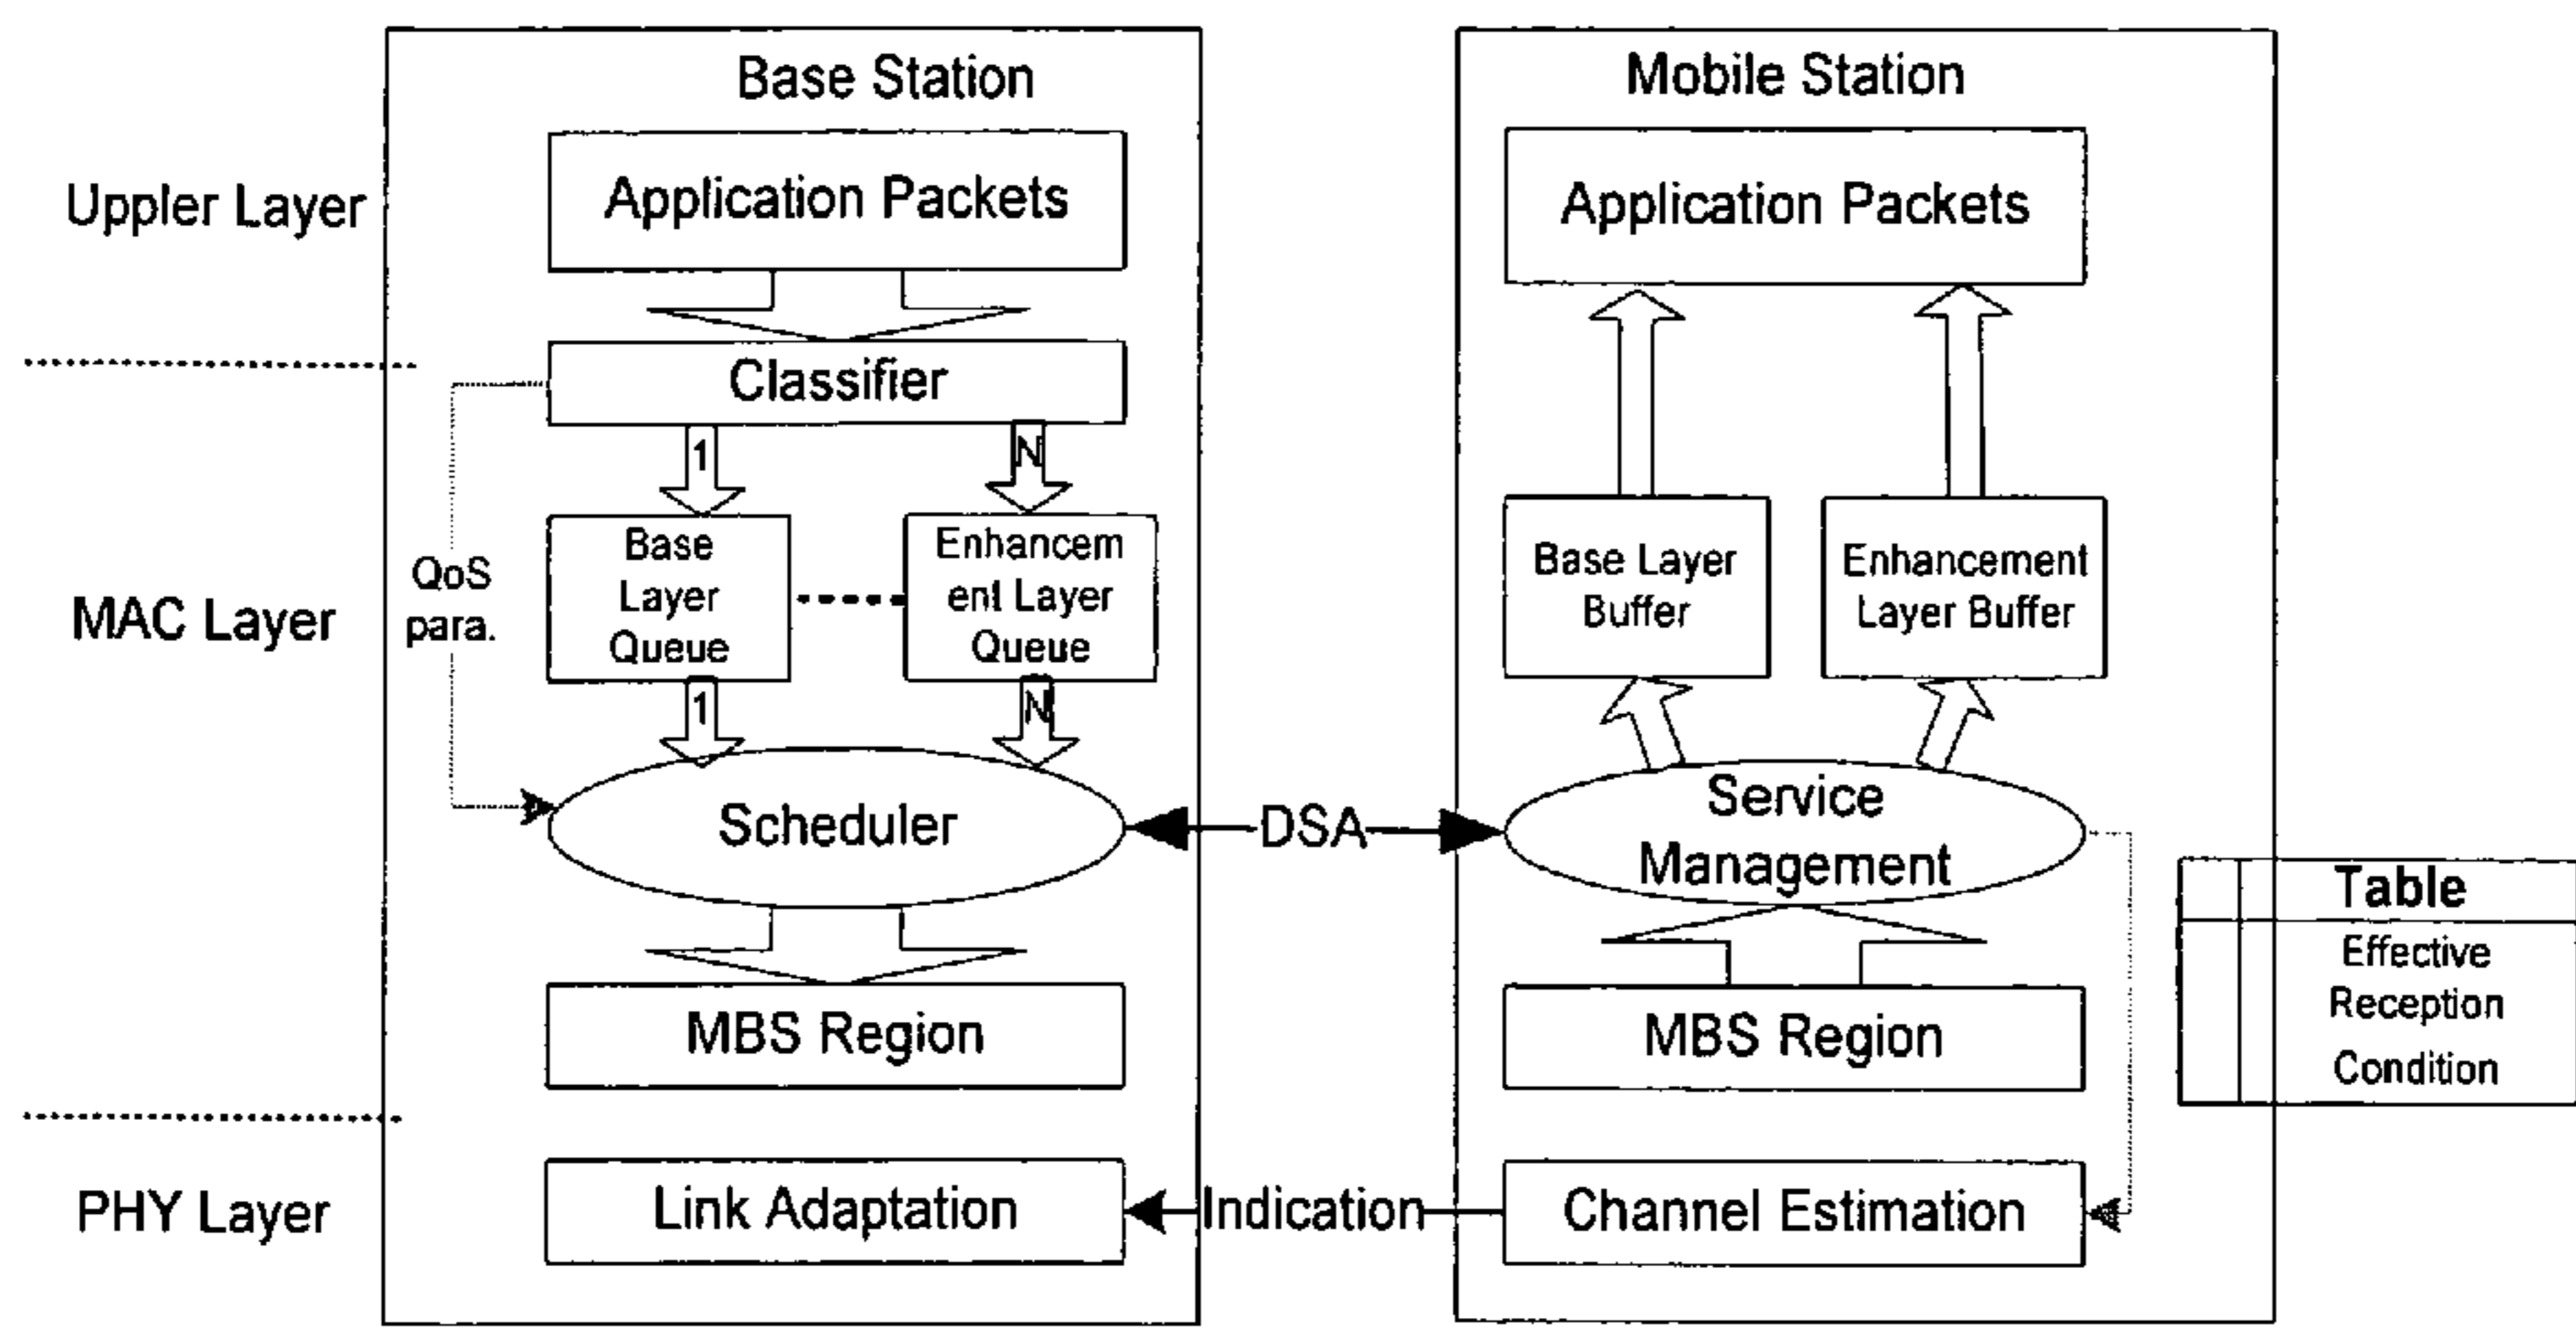 Base Station
Mobile Station
Uppler Layer
Application Packets
Application Packets
Classifier
1
N
MAC Layer
QoS
para.
Base
Layer
Queue
Enhancem
ent Layer
Queue
Base Layer
Buffer
Enhancement
Layer Buffer
1
N
Scheduler
DSA
Service
Management
Table
Effective
Reception
Condition
MBS Region
MBS Region
PHY Layer
Link Adaptation
Indication
Channel Estimation